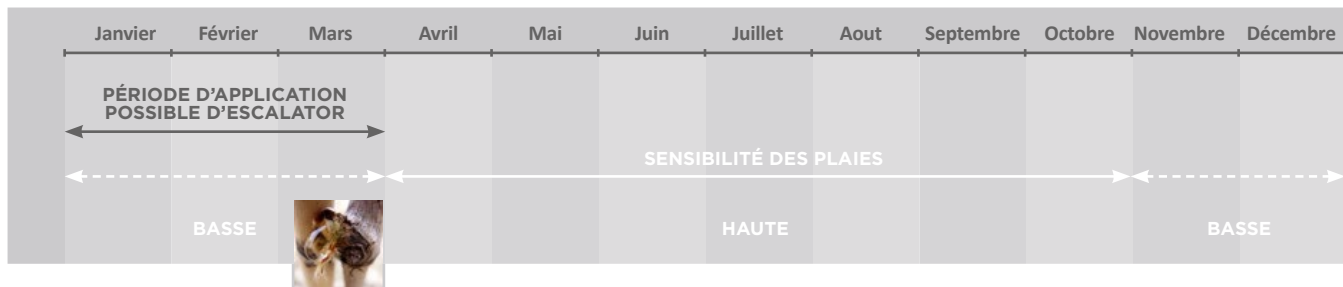 Janvier Février Mars Avril Mai Juin Juillet Aout Septembre Octobre Novembre Décembre
PÉRIODE D’APPLICATION
POSSIBLE D’ESCALATOR
SENSIBILITÉ DES PLAIES
BASSE HAUTE BASSE